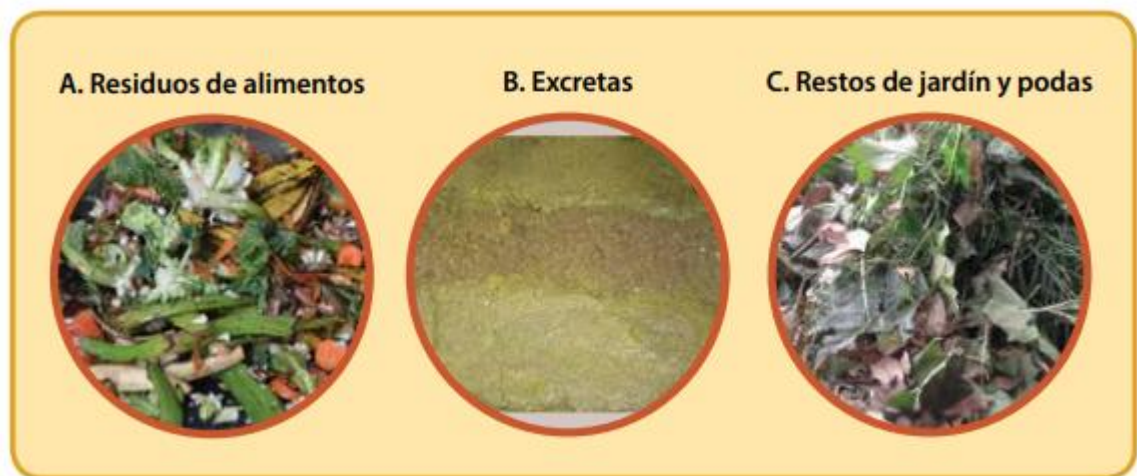 A. Residuos de alimentos
B. Excretas
C. Restos de jardín y podas